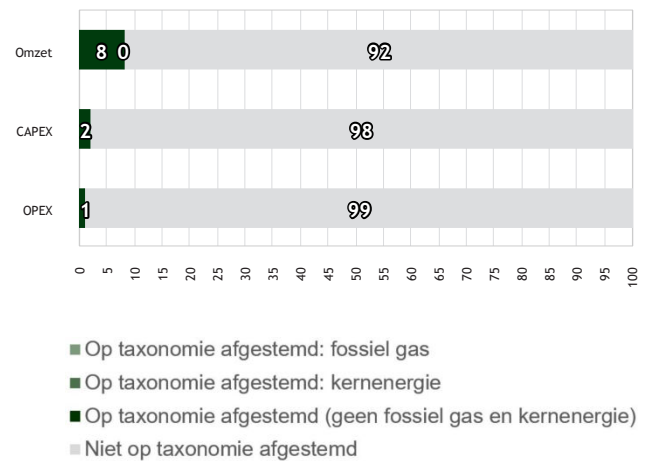 Omzet 8 0 92
CAPEX 2 98
OPEX 1 99
0 5 10 15 20 25 30 35 40 45 50 55 60 65 70 75 80 85 90 95 100
Op taxonomie afgestemd: fossiel gas
Op taxonomie afgestemd: kernenergie
Op taxonomie afgestemd (geen fossiel gas en kernenergie)
Niet op taxonomie afgestemd